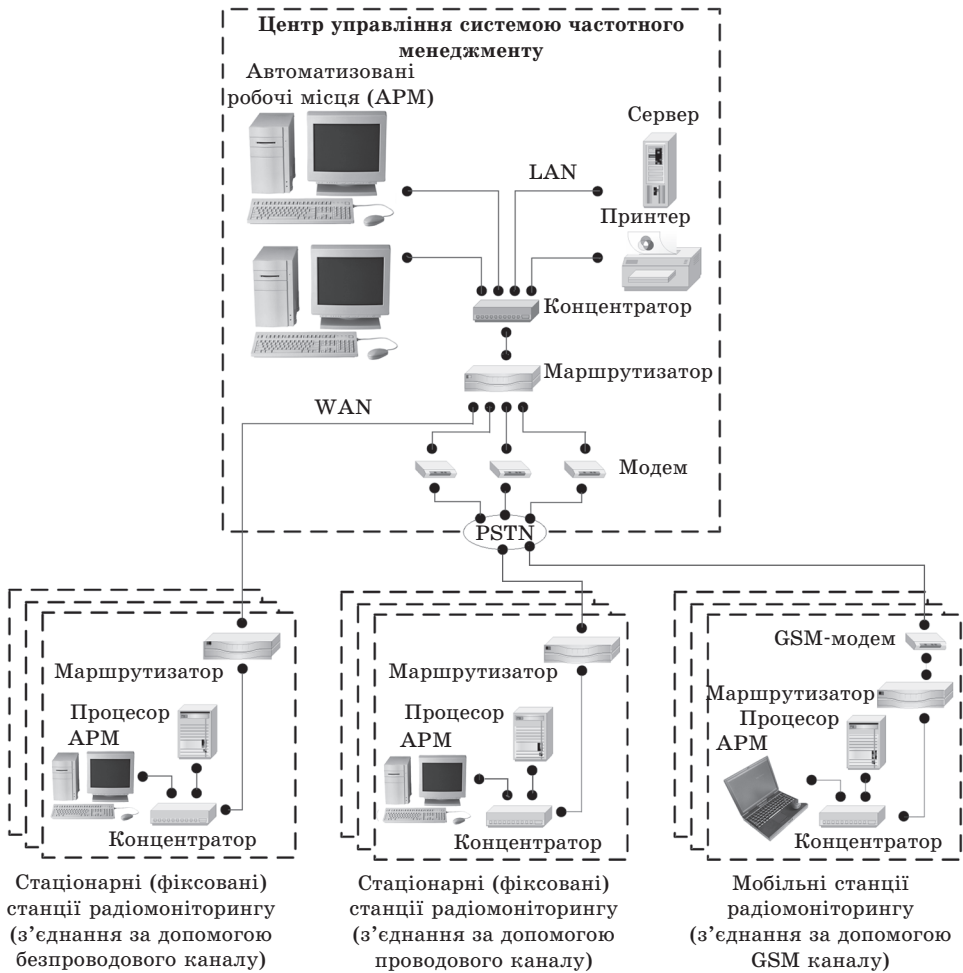 Центр управління системою частотного
менеджменту
Автоматизовані
робочі місця (АРМ)
Сервер
LAN
Принтер
Концентратор
Маршрутизатор
WAN
Модем
PSTN
Маршрутизатор
Процесор
АРМ
Концентратор
Стаціонарні (фіксовані)
станції радіомоніторингу
(з’єднання за допомогою
безпроводового каналу)
Маршрутизатор
Процесор
АРМ
Концентратор
Стаціонарні (фіксовані)
станції радіомоніторингу
(з’єднання за допомогою
проводового каналу)
GSM-модем
Маршрутизатор
Процесор
АРМ
Концентратор
Мобільні станції
радіомоніторингу
(з’єднання за допомогою
GSM каналу)